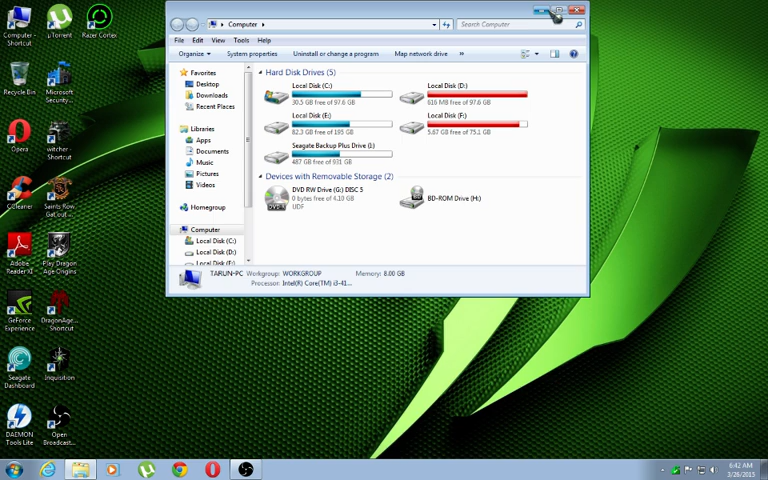 Computer - Shortcut
µTorrent
Razer Cortex
Recycle Bin
Microsoft Security...
Opera
witcher - Shortcut
CCleaner
Saints Row Gat out...
Adobe Reader XI
Play Dragon Age Origins
GeForce Experience
DragonAge... Shortcut
Seagate Dashboard
Inquisition
DAEMON Tools Lite
Open Broadcast...
Computer
Search Computer
File Edit View Tools Help
Organize System properties Uninstall or change a program Map network drive »
Favorites
Desktop
Downloads
Recent Places
Libraries
Apps
Documents
Music
Pictures
Videos
Homegroup
Computer
Local Disk (C:)
Local Disk (D:)
Local Disk (E:)
Hard Disk Drives (5)
Local Disk (C:)
30.5 GB free of 97.6 GB
Local Disk (D:)
616 MB free of 97.6 GB
Local Disk (E:)
82.3 GB free of 195 GB
Local Disk (F:)
5.67 GB free of 75.1 GB
Seagate Backup Plus Drive (I:)
487 GB free of 931 GB
Devices with Removable Storage (2)
DVD RW Drive (G:) DISC 5
0 bytes free of 4.10 GB
UDF
BD-ROM Drive (H:)
TARUN-PC Workgroup: WORKGROUP Memory: 8.00 GB
Processor: Intel(R) Core(TM) i3-41...
6:42 AM
3/26/2015